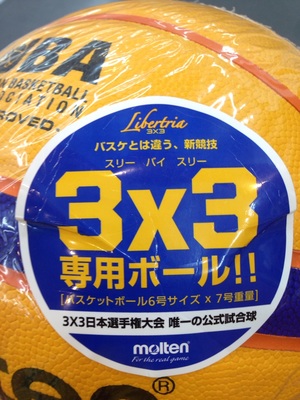 JBA
N BASKETBALL
OCIATION
ROVED.
Libertria
3X3
バスケとは違う、新競技
スリー バイ スリー
3x3
専用ボール!!
[バスケットボール6号サイズ x 7号重量]
3X3日本選手権大会 唯一の公式試合球
molten
For the real game
®